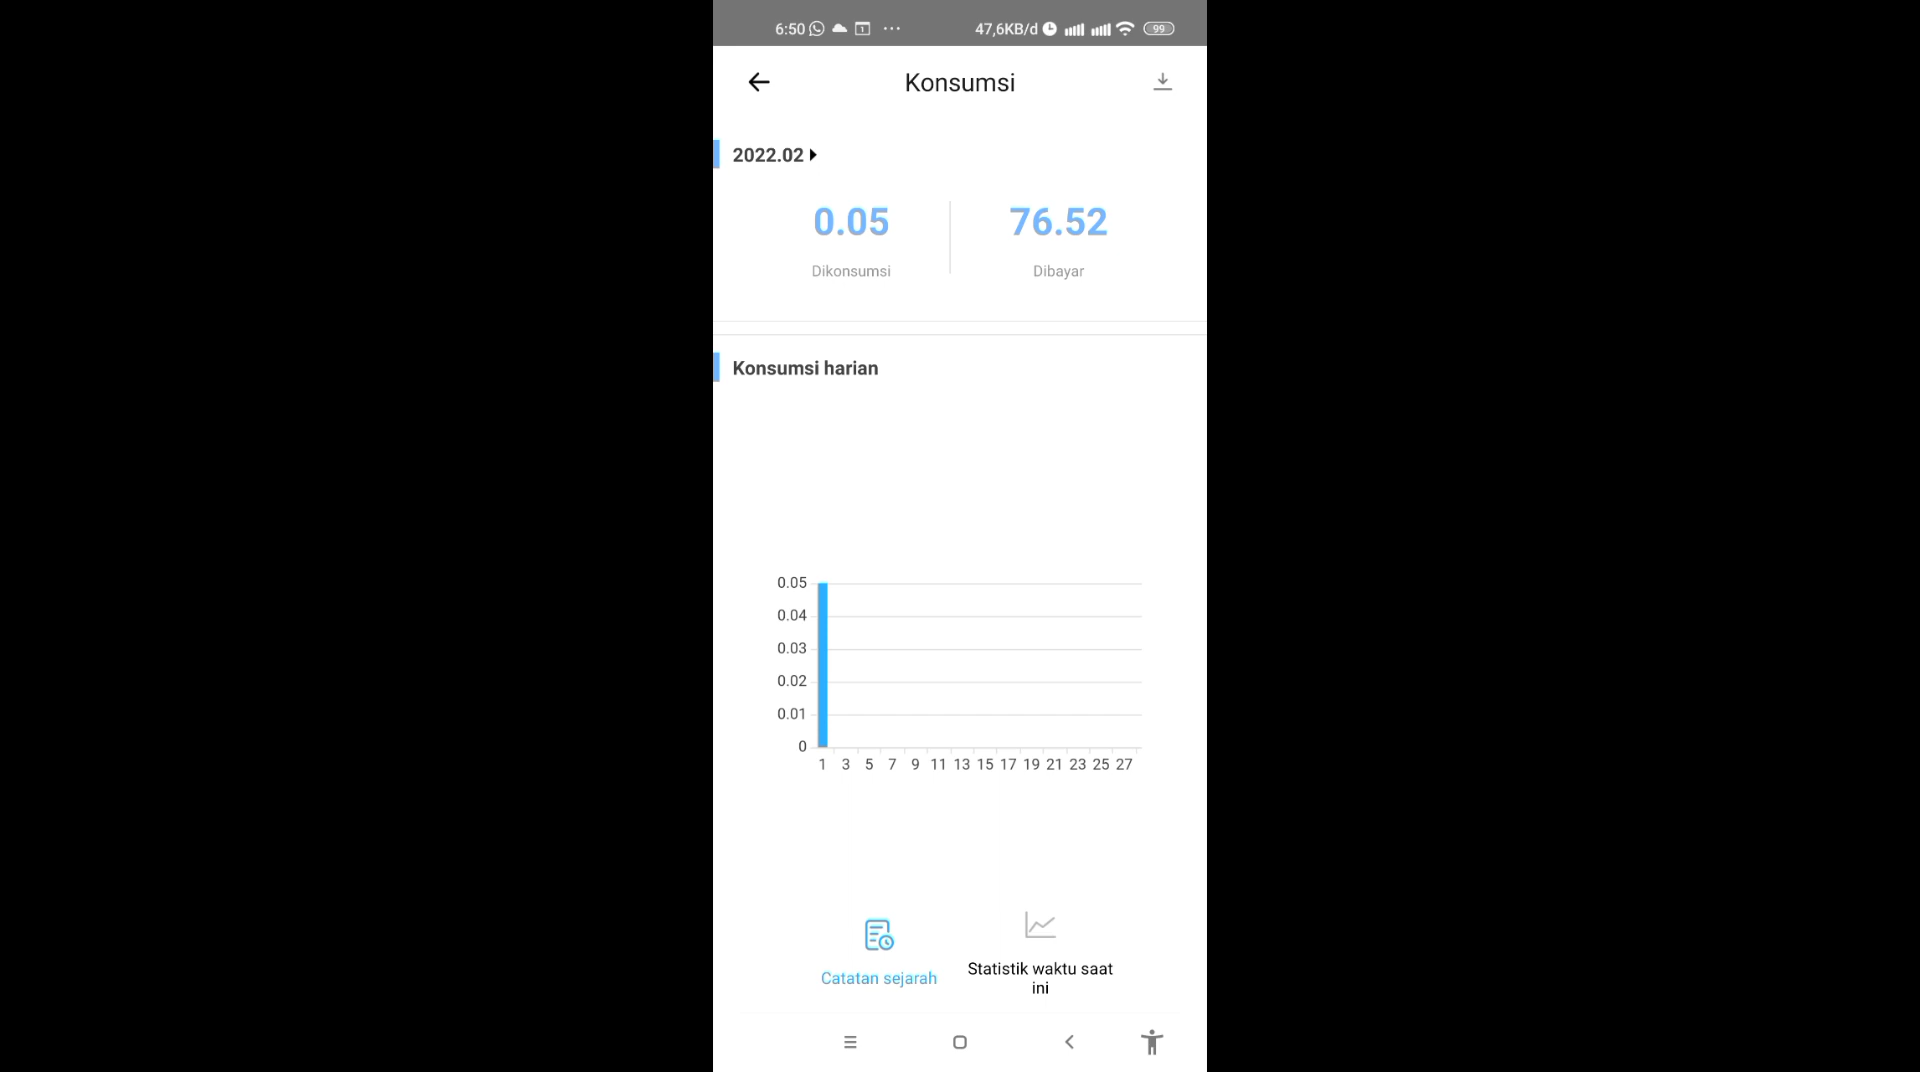 6:50 ... 47,6KB/d 99
Konsumsi
2022.02
0.05 76.52
Dikonsumsi Dibayar
Konsumsi harian
0.05
0.04
0.03
0.02
0.01
0
1 3 5 7 9 11 13 15 17 19 21 23 25 27
Catatan sejarah
Statistik waktu saat
ini